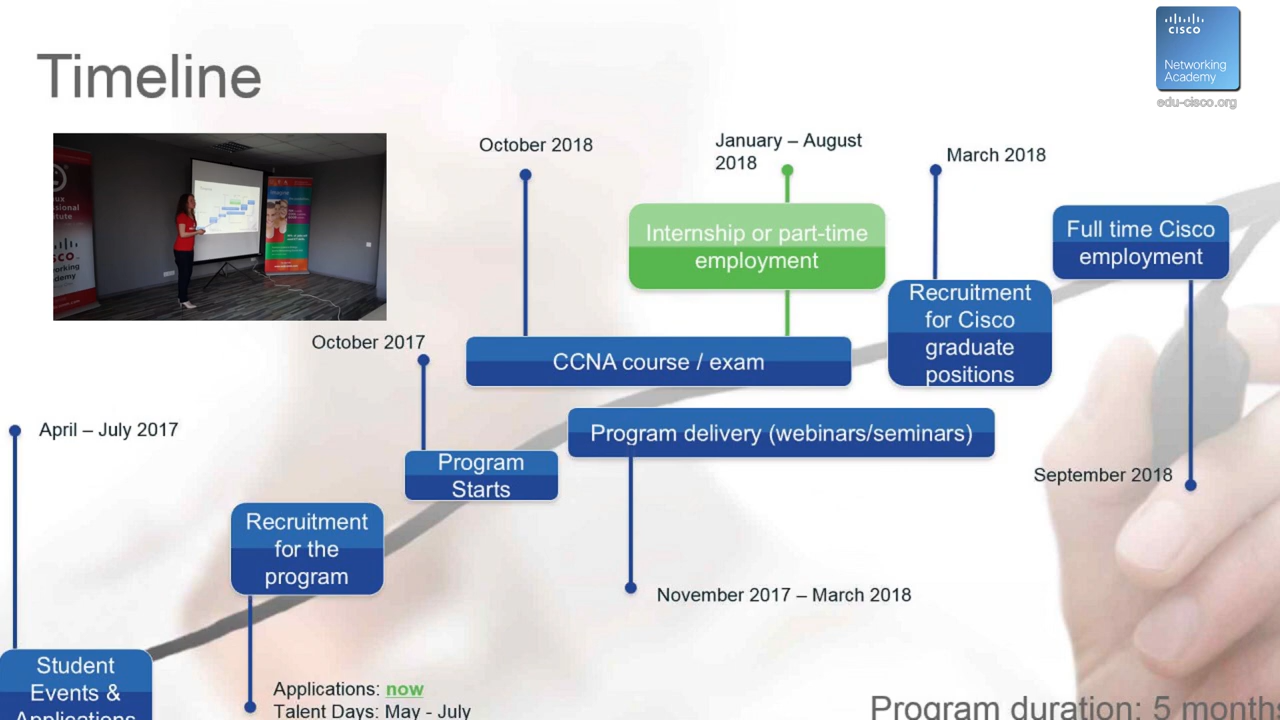 Timeline
CISCO
Networking
Academy
edu-cisco.org
October 2018
January – August
2018
March 2018
Internship or part-time
employment
Full time Cisco
employment
Recruitment
for Cisco
graduate
positions
October 2017
CCNA course / exam
Program delivery (webinars/seminars)
April – July 2017
Program
Starts
September 2018
Recruitment
for the
program
November 2017 – March 2018
Student
Events &
Applications
Applications: now
Talent Days: May - July
Program duration: 5 months